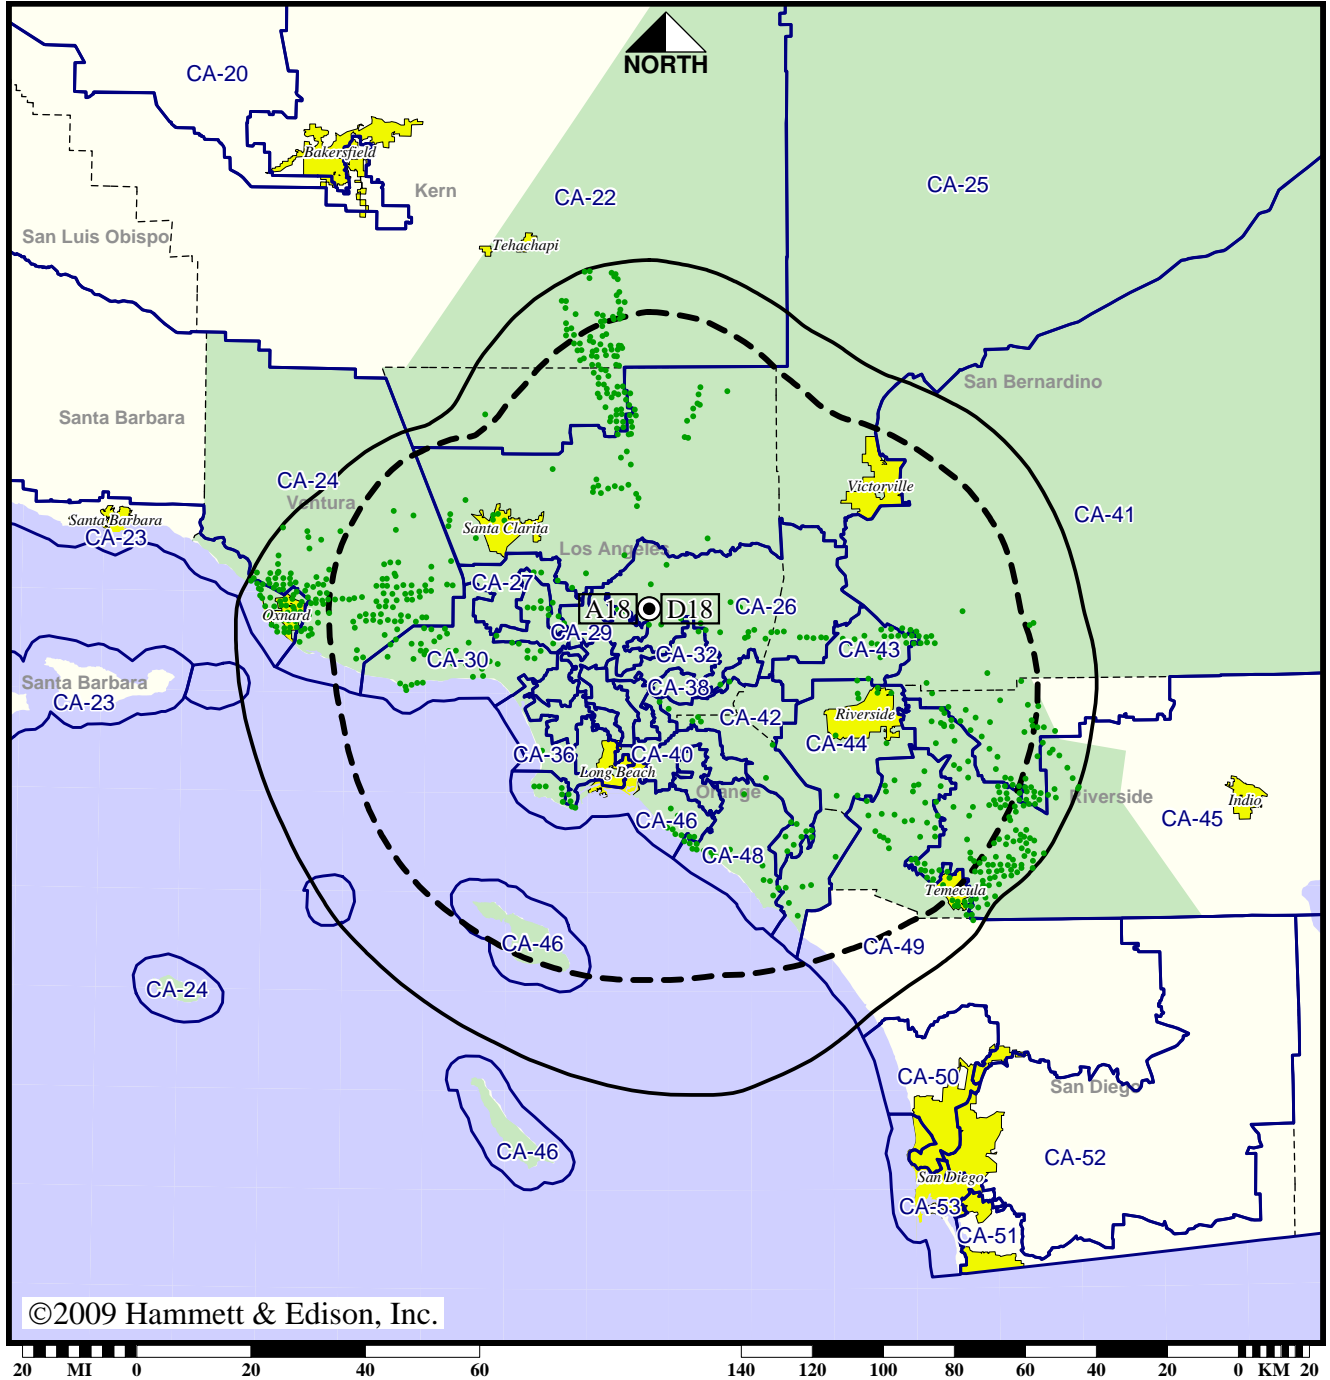 NORTH
CA-20
Bakersfield
Kern
CA-22
CA-25
San Luis Obispo
Tehachapi
San Bernardino
Santa Barbara
CA-24
Ventura
Victorville
CA-41
Santa Barbara
CA-23
Santa Clarita
Los Angeles
CA-27
A18
D18
CA-26
Oxnard
CA-29
CA-30
CA-32
CA-43
Santa Barbara
CA-23
CA-38
CA-42
Riverside
CA-44
CA-36
CA-40
Long Beach
Orange
Riverside
Indio
CA-45
CA-46
CA-48
Temecula
CA-46
CA-49
CA-24
CA-50
San Diego
CA-46
CA-52
San Diego
CA-53
CA-51
©2009 Hammett & Edison, Inc.
20 MI 0 20 40 60 140 120 100 80 60 40 20 0 KM 20